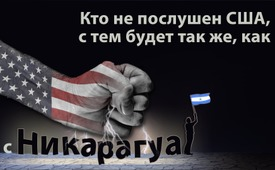 Кто не послушен США,
с тем будет так же, как
с Никарагуа